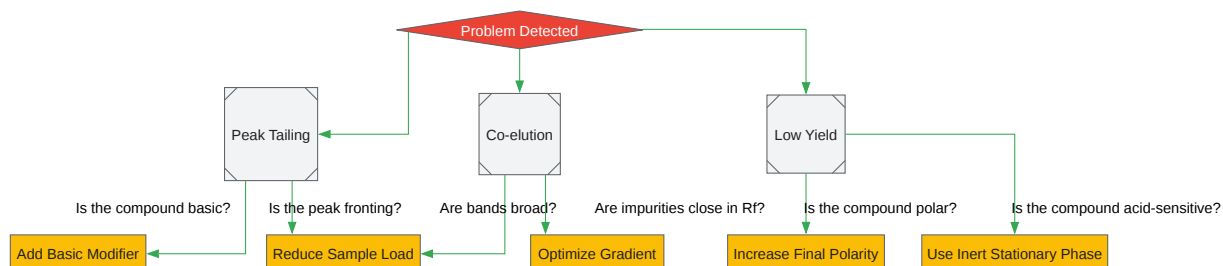 Problem Detected
Peak Tailing
Co-elution
Low Yield
Is the compound basic?
Is the peak fronting?
Are bands broad?
Are impurities close in Rf?
Is the compound polar?
Is the compound acid-sensitive?
Add Basic Modifier
Reduce Sample Load
Optimize Gradient
Increase Final Polarity
Use Inert Stationary Phase